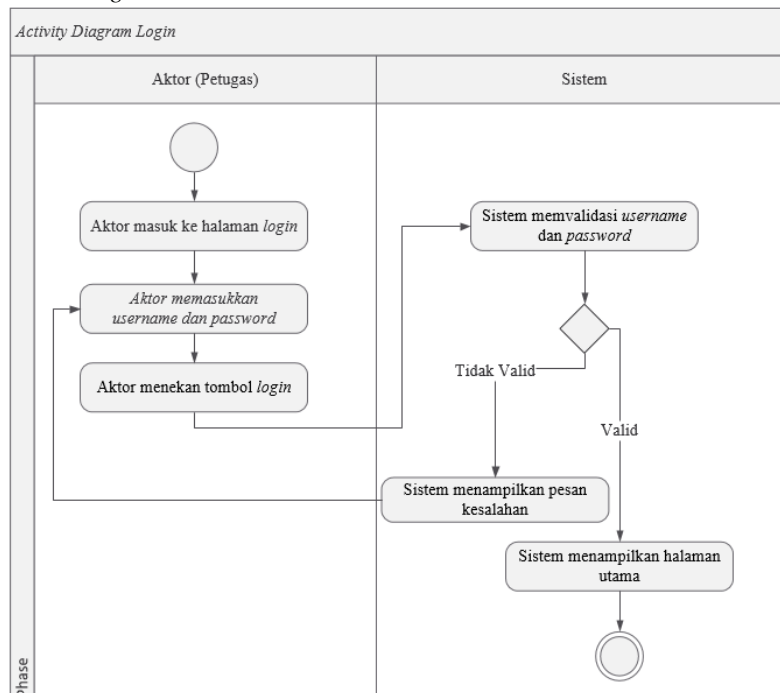 Activity Diagram Login
Aktor (Petugas)
Sistem
Aktor masuk ke halaman login
Sistem memvalidasi username
dan password
Aktor memasukkan
username dan password
Aktor menekan tombol login
Tidak Valid
Valid
Sistem menampilkan pesan
kesalahan
Sistem menampilkan halaman
utama
Phase